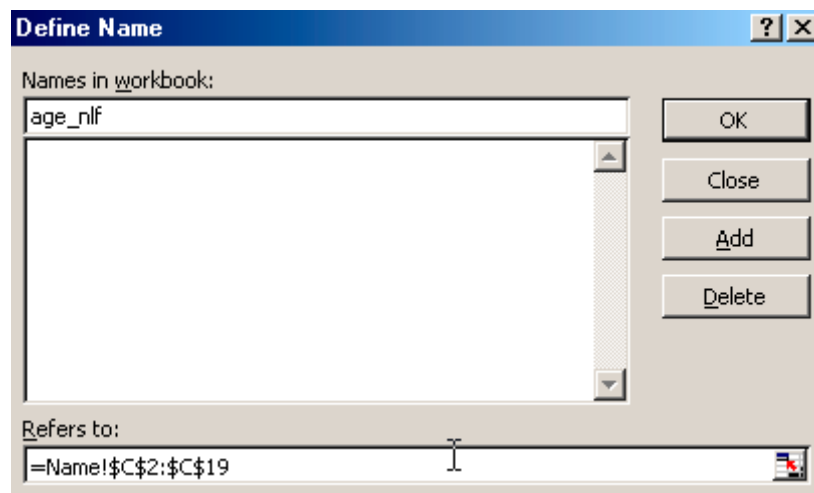 Define Name
Names in workbook:
age_nlf
OK
Close
Add
Delete
Refers to:
=Name!$C$2:$C$19